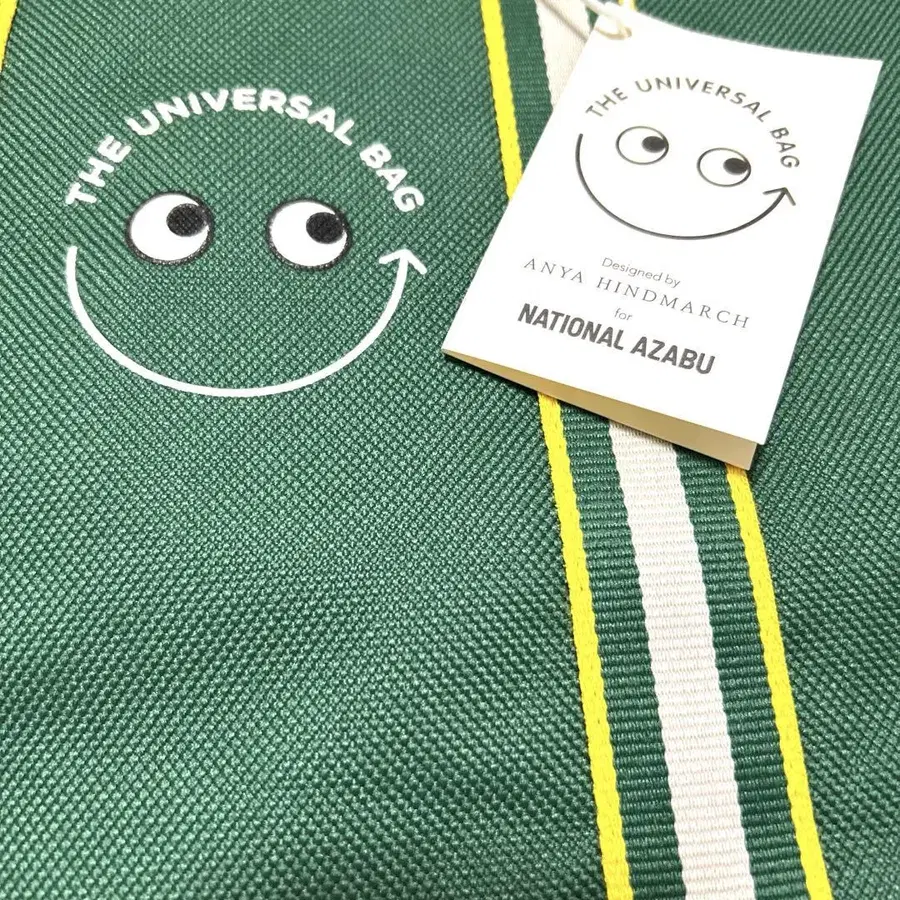 THE UNIVERSAL BAG
THE UNIVERSAL BAG
Designed by
ANYA HINDMARCH
for
NATIONAL AZABU